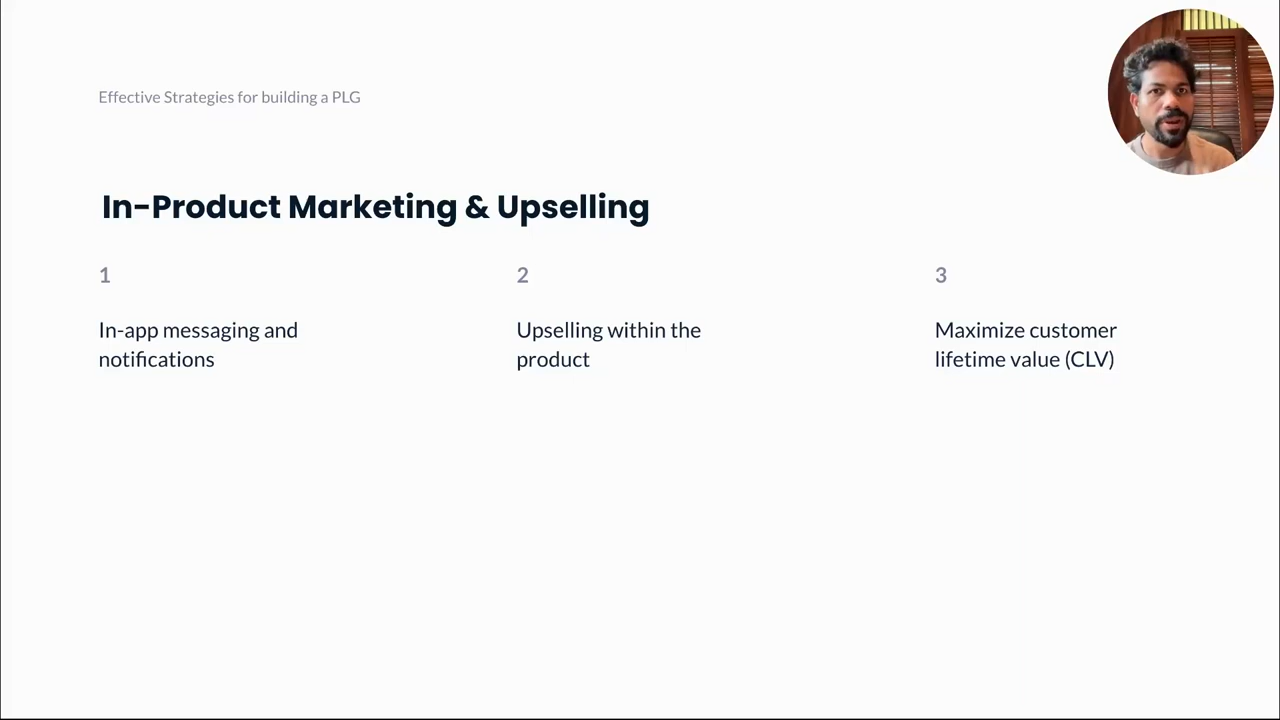 Effective Strategies for building a PLG
In-Product Marketing & Upselling
1
In-app messaging and
notifications
2
Upselling within the
product
3
Maximize customer
lifetime value (CLV)